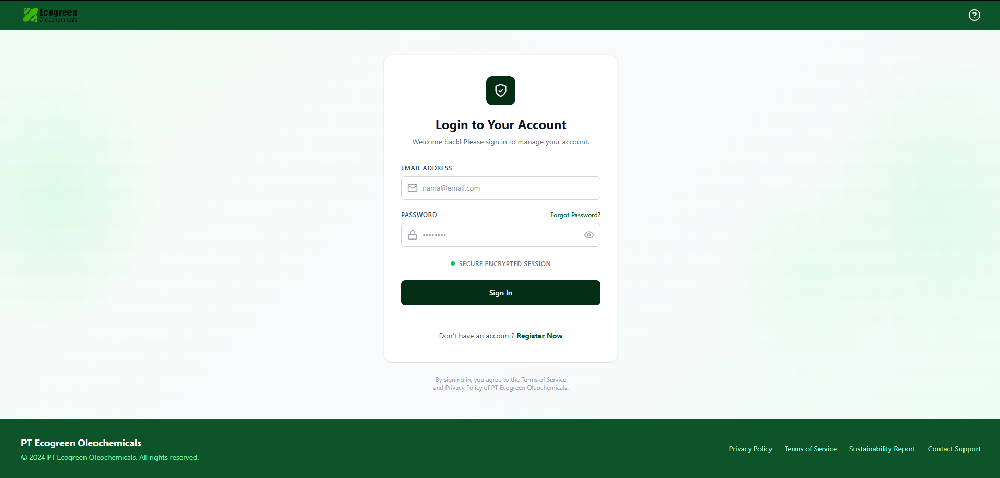 Ecogreen
Oleochemicals
Login to Your Account
Welcome back! Please sign in to manage your account.
EMAIL ADDRESS
nama@email.com
PASSWORD
Forgot Password?
••••••••
SECURE ENCRYPTED SESSION
Sign In
Don't have an account? Register Now
By signing in, you agree to the Terms of Service
and Privacy Policy of PT Ecogreen Oleochemicals.
PT Ecogreen Oleochemicals
© 2024 PT Ecogreen Oleochemicals. All rights reserved.
Privacy Policy
Terms of Service
Sustainability Report
Contact Support